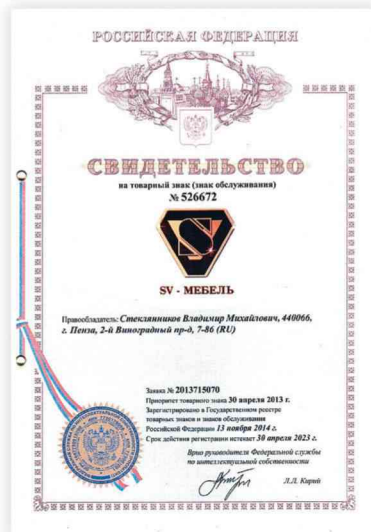 РОССИЙСКАЯ ФЕДЕРАЦИЯ
СВИДЕТЕЛЬСТВО
на товарный знак (знак обслуживания)
№ 526672
SV - МЕБЕЛЬ
Правообладатель: Стеклянников Владимир Михайлович, 440066,
г. Пенза, 2-й Виноградный пр-д, 7-86 (RU)
Заявка № 2013715070
Приоритет товарного знака 30 апреля 2013 г.
Зарегистрировано в Государственном реестре
товарных знаков и знаков обслуживания
Российской Федерации 13 ноября 2014 г.
Срок действия регистрации истекает 30 апреля 2023 г.
Врио руководителя Федеральной службы
по интеллектуальной собственности
Л.Л. Кирий